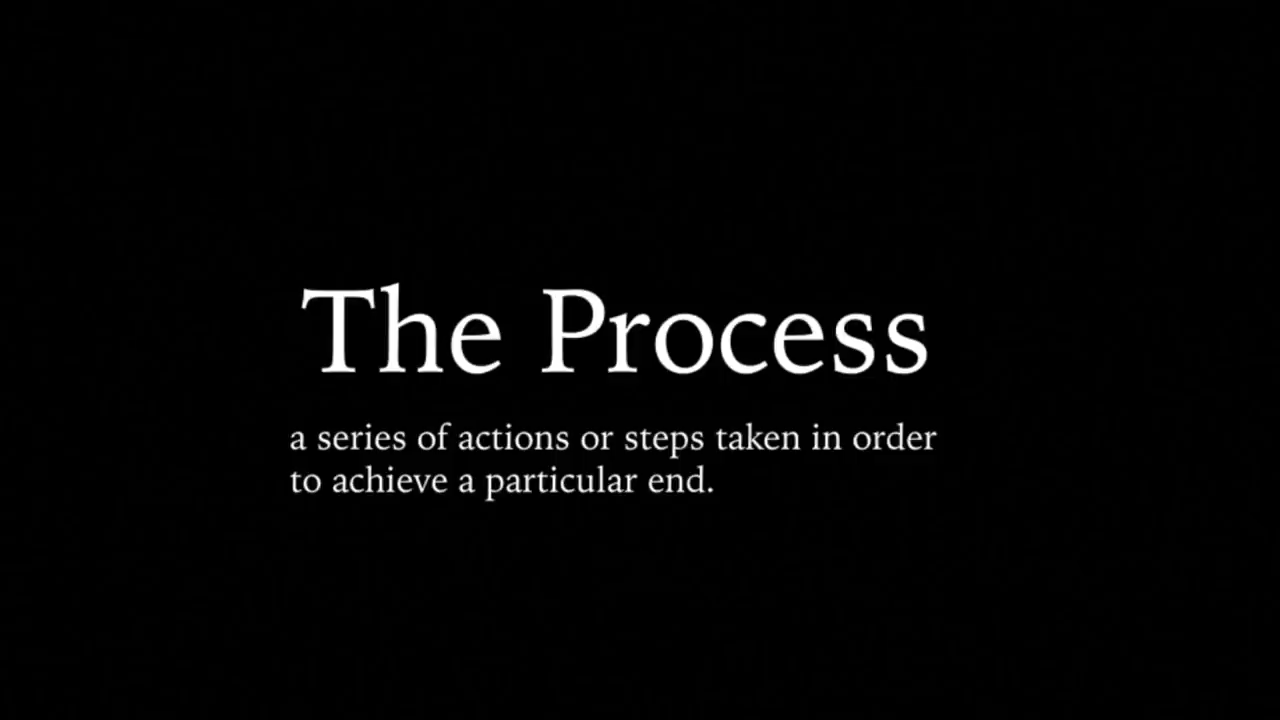 The Process
a series of actions or steps taken in order
to achieve a particular end.